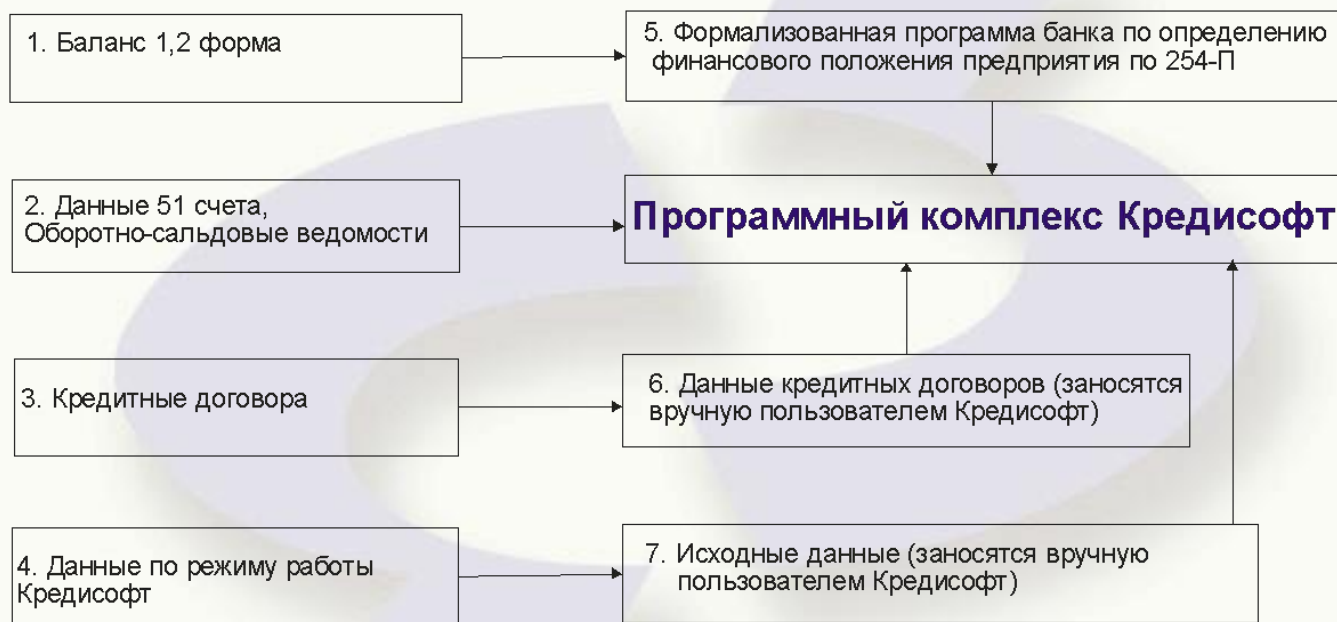 1. Баланс 1,2 форма
5. Формализованная программа банка по определению
финансового положения предприятия по 254-П
2. Данные 51 счета,
Оборотно-сальдовые ведомости
Программный комплекс Кредисофт
3. Кредитные договора
6. Данные кредитных договоров (заносятся
вручную пользователем Кредисофт)
4. Данные по режиму работы
Кредисофт
7. Исходные данные (заносятся вручную
пользователем Кредисофт)